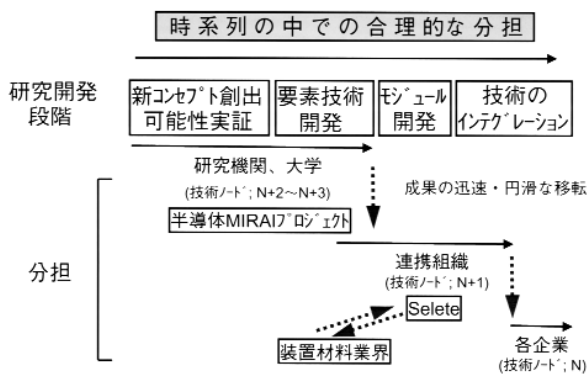 時系列の中での合理的な分担
研究開発
段階
新コンセプト創出
可能性実証
要素技術
開発
モジュール
開発
技術の
インテグレーション
研究機関、大学
(技術ノード; N+2～N+3)
半導体MIRAIプロジェクト
成果の迅速・円滑な移転
分担
連携組織
(技術ノード; N+1)
Selete
装置材料業界
各企業
(技術ノード; N)